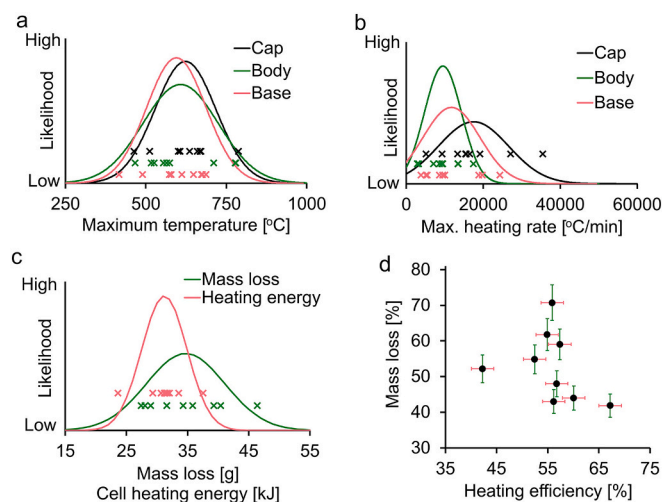 a
High
Likelihood
Low
Cap
Body
Base
250 500 750 1000
Maximum temperature [ºC]
b
High
Likelihood
Low
Cap
Body
Base
0 20000 40000 60000
Max. heating rate [ºC/min]
c
High
Likelihood
Low
Mass loss
Heating energy
15 25 35 45 55
Mass loss [g]
Cell heating energy [kJ]
d
80
70
60
50
40
30
Mass loss [%]
35 45 55 65 75
Heating efficiency [%]